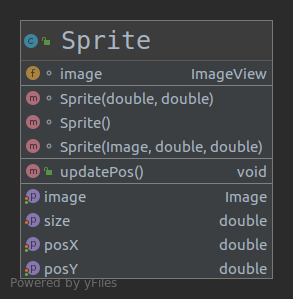 Sprite
image ImageView
Sprite(double, double)
Sprite()
Sprite(Image, double, double)
updatePos() void
image Image
size double
posX double
posY double
Powered by yFiles